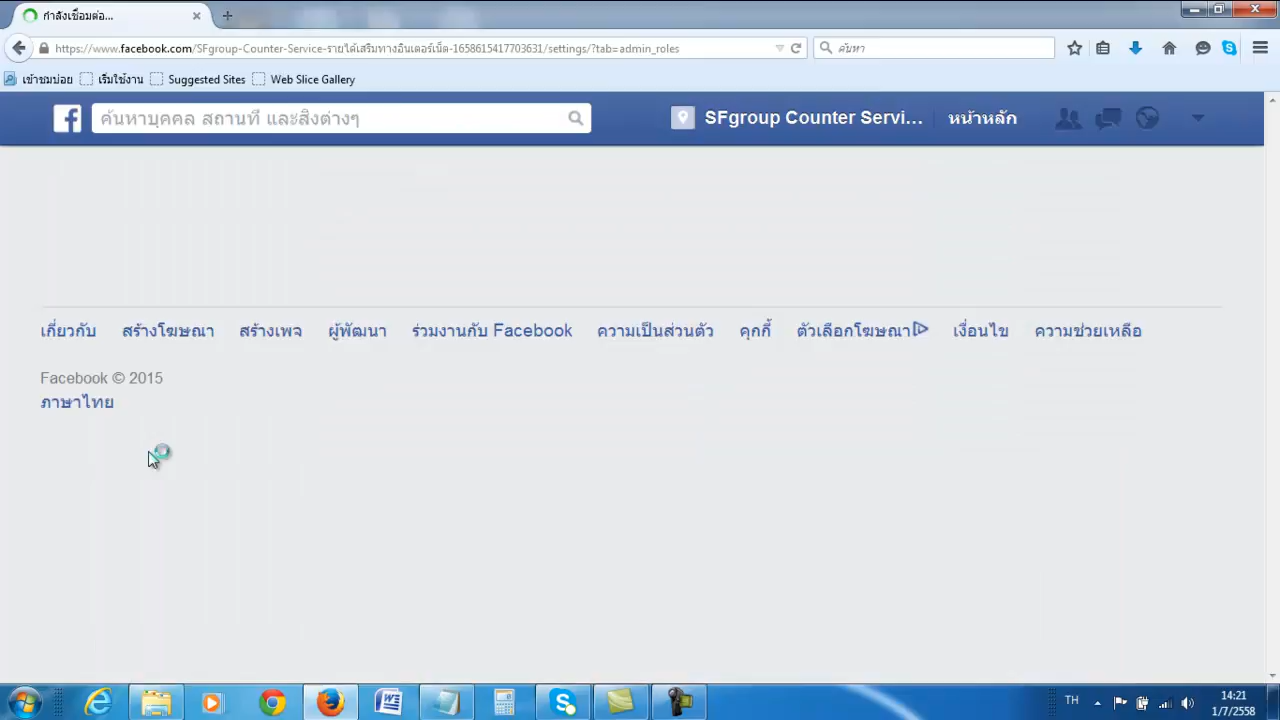 กำลังเชื่อมต่อ...
https://www.facebook.com/SFgroup-Counter-Service-รายได้เสริมทางอินเตอร์เน็ต-1658615417703631/settings/?tab=admin_roles
ค้นหา
เข้าชมบ่อย เริ่มใช้งาน Suggested Sites Web Slice Gallery
ค้นหาบุคคล สถานที่ และสิ่งต่างๆ SFgroup Counter Servi... หน้าหลัก
เกี่ยวกับ สร้างโฆษณา สร้างเพจ ผู้พัฒนา ร่วมงานกับ Facebook ความเป็นส่วนตัว คุกกี้ ตัวเลือกโฆษณา เงื่อนไข ความช่วยเหลือ
Facebook © 2015
ภาษาไทย
TH 14:21
1/7/2558